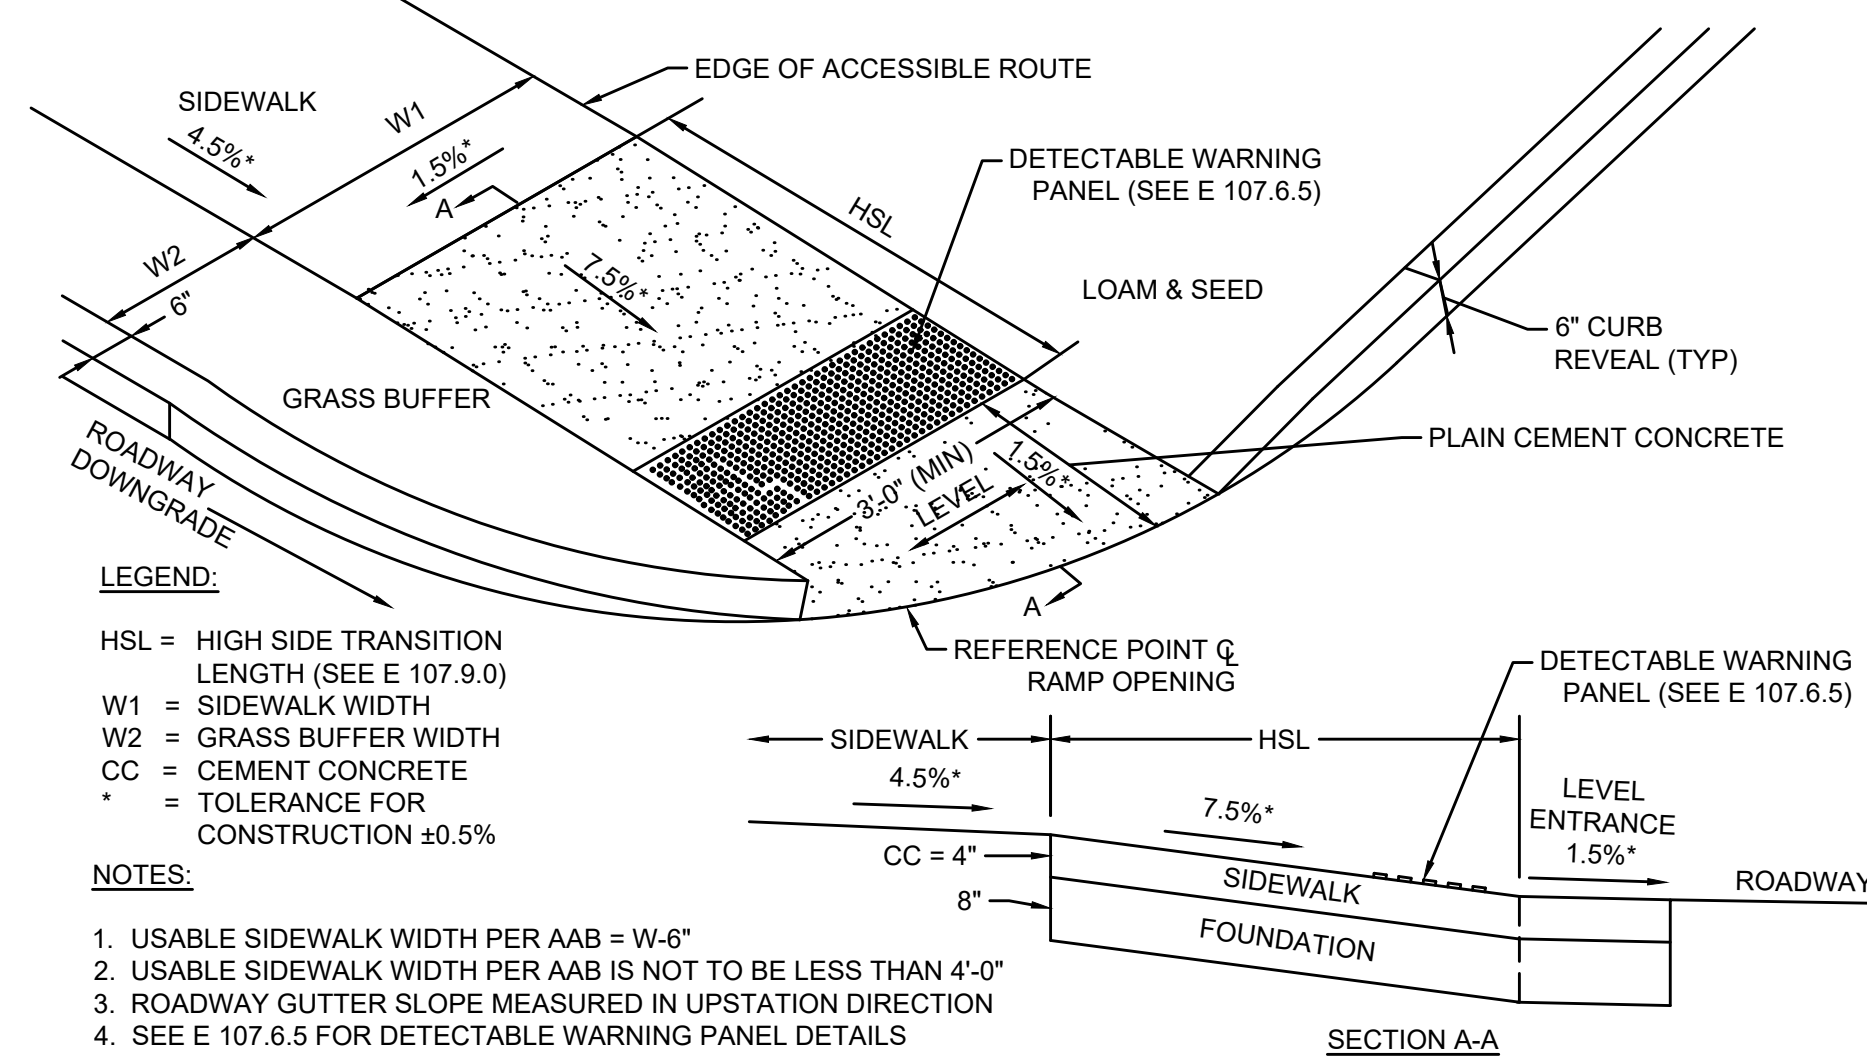 EDGE OF ACCESSIBLE ROUTE
SIDEWALK
W1
4.5%*
1.5%*
A
DETECTABLE WARNING
PANEL (SEE E 107.6.5)
HSL
W2
6"
7.5%*
LOAM & SEED
6" CURB
REVEAL (TYP)
GRASS BUFFER
PLAIN CEMENT CONCRETE
ROADWAY
DOWNGRADE
3'-0" (MIN)
LEVEL
1.5%*
A
REFERENCE POINT ℄
RAMP OPENING
LEGEND:
HSL = HIGH SIDE TRANSITION
LENGTH (SEE E 107.9.0)
W1 = SIDEWALK WIDTH
W2 = GRASS BUFFER WIDTH
CC = CEMENT CONCRETE
* = TOLERANCE FOR
CONSTRUCTION ±0.5%
NOTES:
1. USABLE SIDEWALK WIDTH PER AAB = W-6"
2. USABLE SIDEWALK WIDTH PER AAB IS NOT TO BE LESS THAN 4'-0"
3. ROADWAY GUTTER SLOPE MEASURED IN UPSTATION DIRECTION
4. SEE E 107.6.5 FOR DETECTABLE WARNING PANEL DETAILS
DETECTABLE WARNING
PANEL (SEE E 107.6.5)
SIDEWALK
HSL
4.5%*
7.5%*
LEVEL
ENTRANCE
1.5%*
CC = 4"
8"
SIDEWALK
FOUNDATION
ROADWAY
SECTION A-A